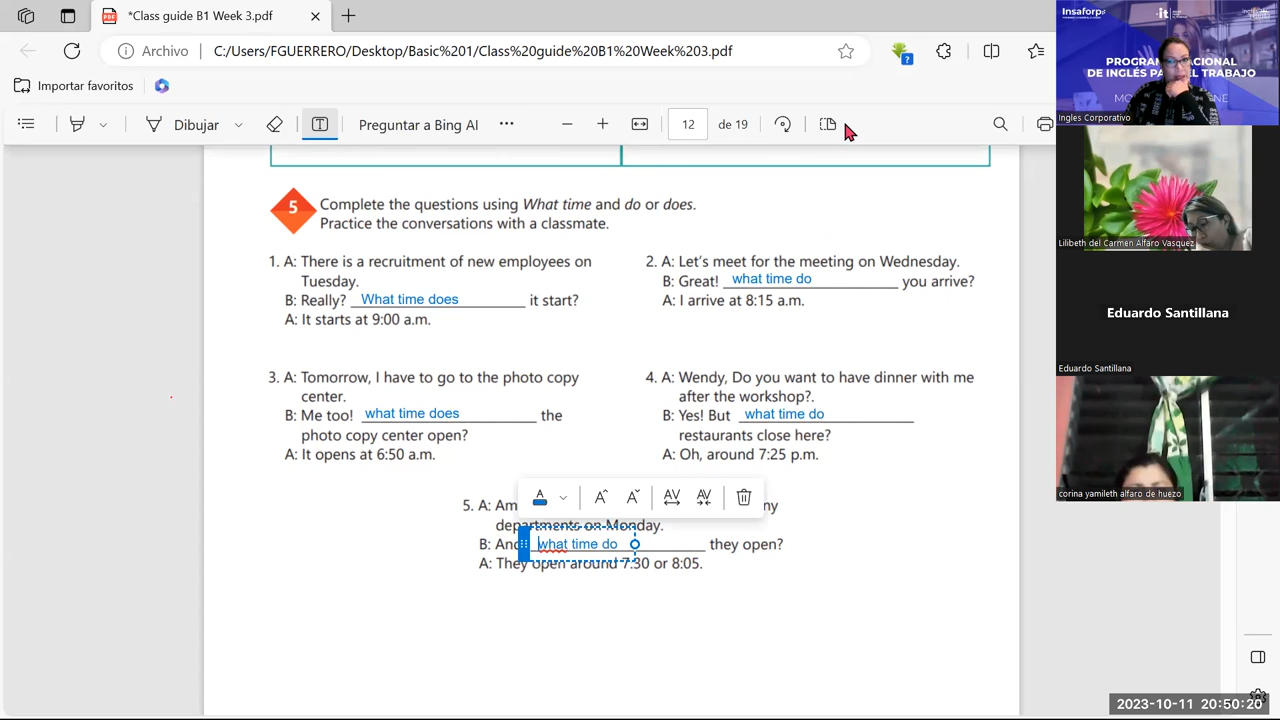 *Class guide B1 Week 3.pdf
Archivo
C:/Users/FGUERRERO/Desktop/Basic%201/Class%20guide%20B1%20Week%203.pdf
Importar favoritos
Dibujar
Preguntar a Bing AI
12
de 19
5
Complete the questions using What time and do or does.
Practice the conversations with a classmate.
1. A: There is a recruitment of new employees on
Tuesday.
B: Really? What time does it start?
A: It starts at 9:00 a.m.
2. A: Let's meet for the meeting on Wednesday.
B: Great! what time do you arrive?
A: I arrive at 8:15 a.m.
3. A: Tomorrow, I have to go to the photo copy
center.
B: Me too! what time does the
photo copy center open?
A: It opens at 6:50 a.m.
4. A: Wendy, Do you want to have dinner with me
after the workshop?.
B: Yes! But what time do
restaurants close here?
A: Oh, around 7:25 p.m.
5. A: Am ny
departments on Monday.
B: And what time do they open?
A: They open around 7:30 or 8:05.
Insaforp
Ingles Corporativo
Lilibeth del Carmen Alfaro Vasquez
Eduardo Santillana
Eduardo Santillana
corina yamileth alfaro de huezo
2023-10-11 20:50:20